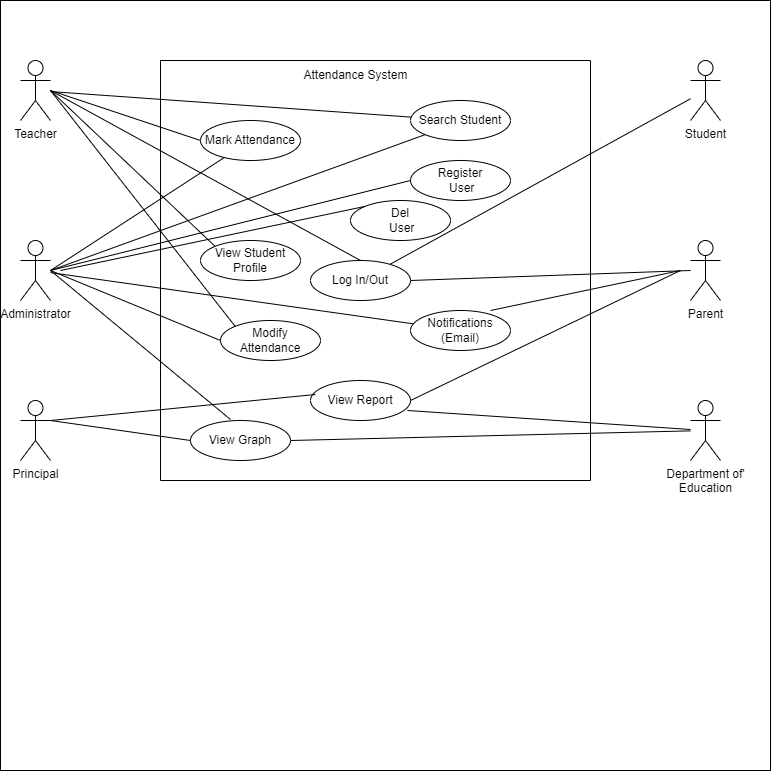 Attendance System
Teacher
Mark Attendance
Search Student
Student
Register
User
Del
User
View Student
Profile
Log In/Out
Administrator
Notifications
(Email)
Parent
Modify
Attendance
View Report
View Graph
Principal
Department of'
Education